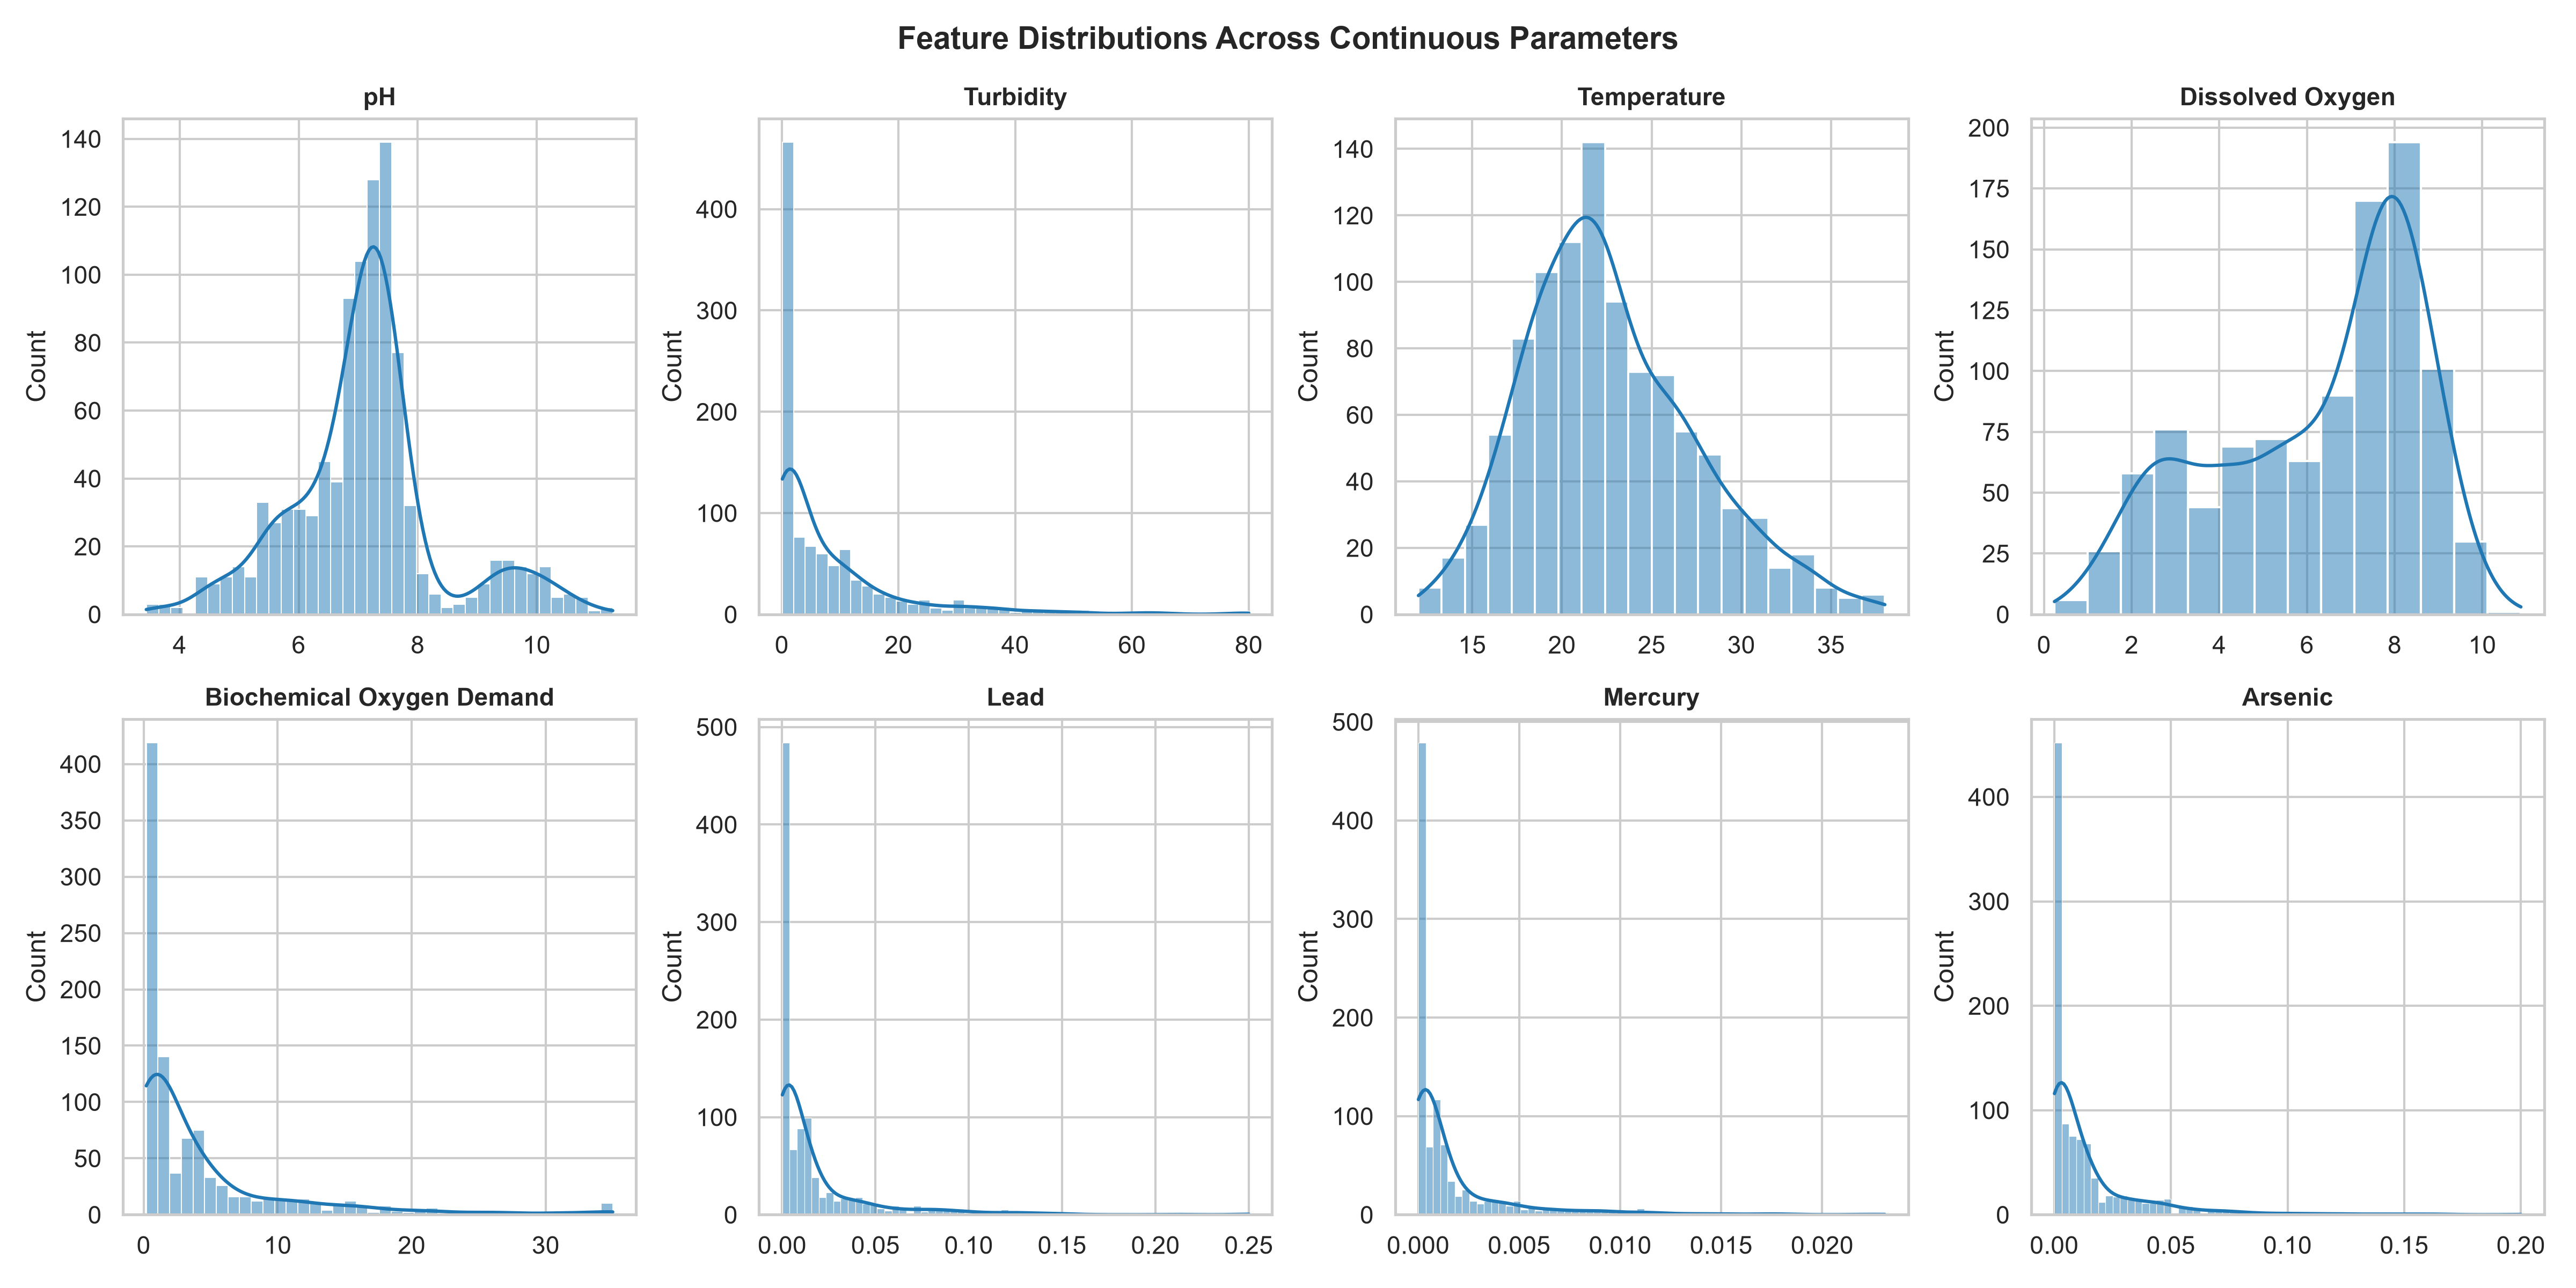 Feature Distributions Across Continuous Parameters
pH
Count
140
120
100
80
60
40
20
0
4 6 8 10
Turbidity
Count
400
300
200
100
0
0 20 40 60 80
Temperature
Count
140
120
100
80
60
40
20
0
15 20 25 30 35
Dissolved Oxygen
Count
200
175
150
125
100
75
50
25
0
0 2 4 6 8 10
Biochemical Oxygen Demand
Count
400
350
300
250
200
150
100
50
0
0 10 20 30
Lead
Count
500
400
300
200
100
0
0.00 0.05 0.10 0.15 0.20 0.25
Mercury
Count
500
400
300
200
100
0
0.000 0.005 0.010 0.015 0.020
Arsenic
Count
400
300
200
100
0
0.00 0.05 0.10 0.15 0.20